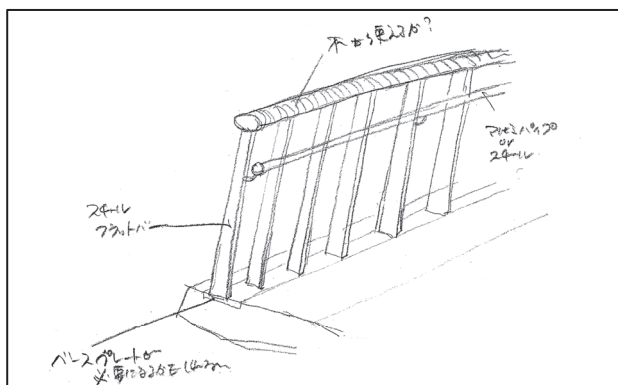 木は使えるか?
アルミパイプ
or
スチール
スチール
フラットバー
ベースプレートが
必要になるかもしれない